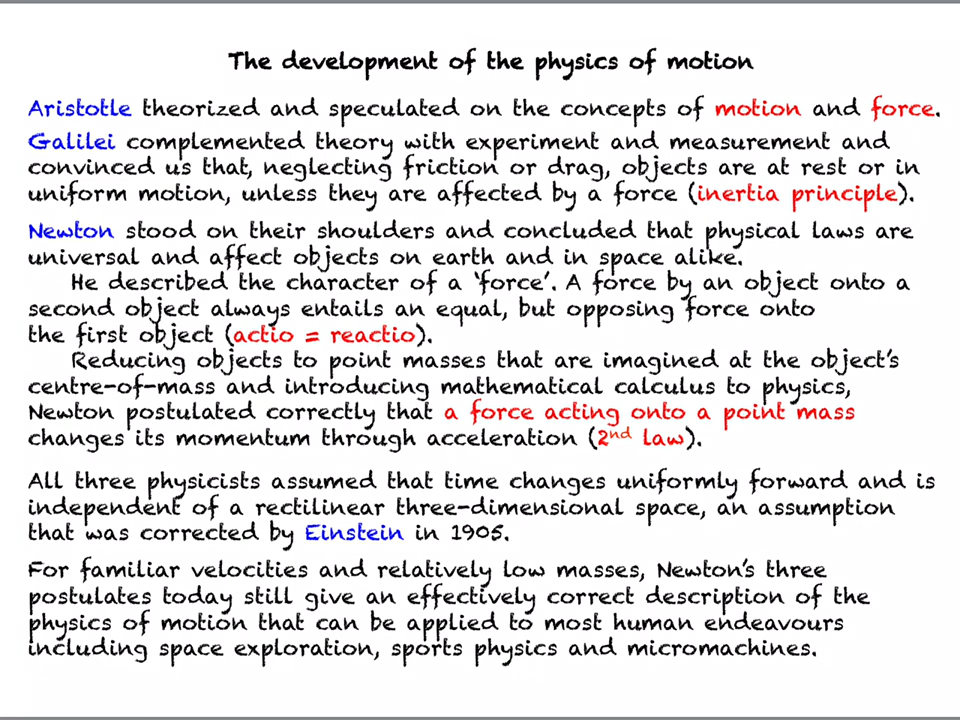 The development of the physics of motion
Aristotle theorized and speculated on the concepts of motion and force.
Galilei complemented theory with experiment and measurement and
convinced us that, neglecting friction or drag, objects are at rest or in
uniform motion, unless they are affected by a force (inertia principle).
Newton stood on their shoulders and concluded that physical laws are
universal and affect objects on earth and in space alike.
He described the character of a 'force'. A force by an object onto a
second object always entails an equal, but opposing force onto
the first object (actio = reactio).
Reducing objects to point masses that are imagined at the object's
centre-of-mass and introducing mathematical calculus to physics,
Newton postulated correctly that a force acting onto a point mass
changes its momentum through acceleration (2nd law).
All three physicists assumed that time changes uniformly forward and is
independent of a rectilinear three-dimensional space, an assumption
that was corrected by Einstein in 1905.
For familiar velocities and relatively low masses, Newton's three
postulates today still give an effectively correct description of the
physics of motion that can be applied to most human endeavours
including space exploration, sports physics and micromachines.